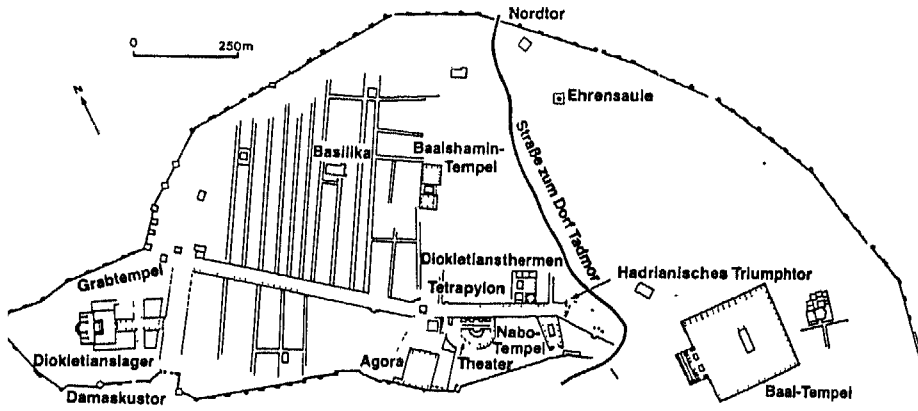 Nordtor
0 250m
N
Ehrensaule
Basilika
Baalshamin-
Tempel
Straße zum Dorf Tadmor
Diokletiansthermen
Hadrianisches Triumphtor
Grabtempel
Tetrapylon
Nabo-
Tempel
Diokletianslager
Agora
Theater
Damaskustor
Baal-Tempel